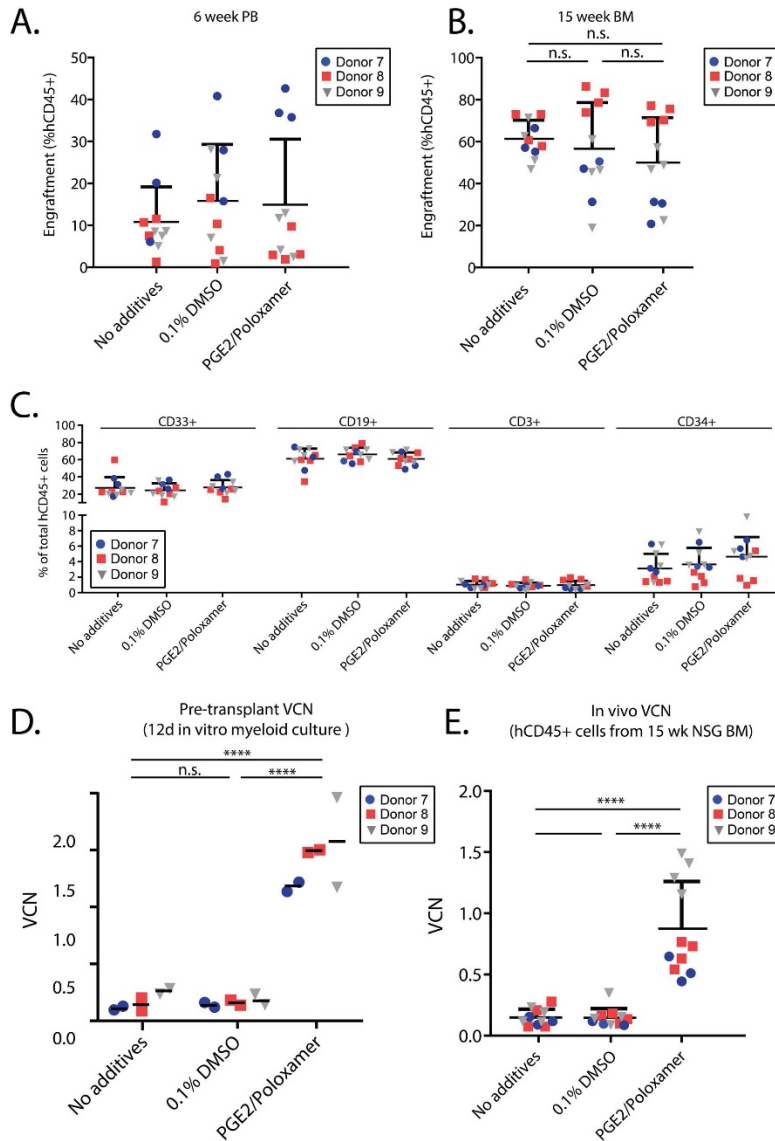 A.
6 week PB
Engraftment (%hCD45+)
50
40
30
20
10
0
Donor 7
Donor 8
Donor 9
No additives
0.1% DMSO
PGE2/Poloxamer
B.
15 week BM
n.s.
n.s.
n.s.
Engraftment (%hCD45+)
100
80
60
40
20
0
Donor 7
Donor 8
Donor 9
No additives
0.1% DMSO
PGE2/Poloxamer
C.
CD33+
CD19+
CD3+
CD34+
% of total hCD45+ cells
100
80
60
40
20
10
8
6
4
2
0
Donor 7
Donor 8
Donor 9
No additives
0.1% DMSO
PGE2/Poloxamer
No additives
0.1% DMSO
PGE2/Poloxamer
No additives
0.1% DMSO
PGE2/Poloxamer
No additives
0.1% DMSO
PGE2/Poloxamer
D.
Pre-transplant VCN
(12d in vitro myeloid culture )
****
n.s.
****
VCN
2.0
1.5
1.0
0.5
0.0
Donor 7
Donor 8
Donor 9
No additives
0.1% DMSO
PGE2/Poloxamer
E.
In vivo VCN
(hCD45+ cells from 15 wk NSG BM)
****
****
VCN
2.0
1.5
1.0
0.5
0.0
Donor 7
Donor 8
Donor 9
No additives
0.1% DMSO
PGE2/Poloxamer